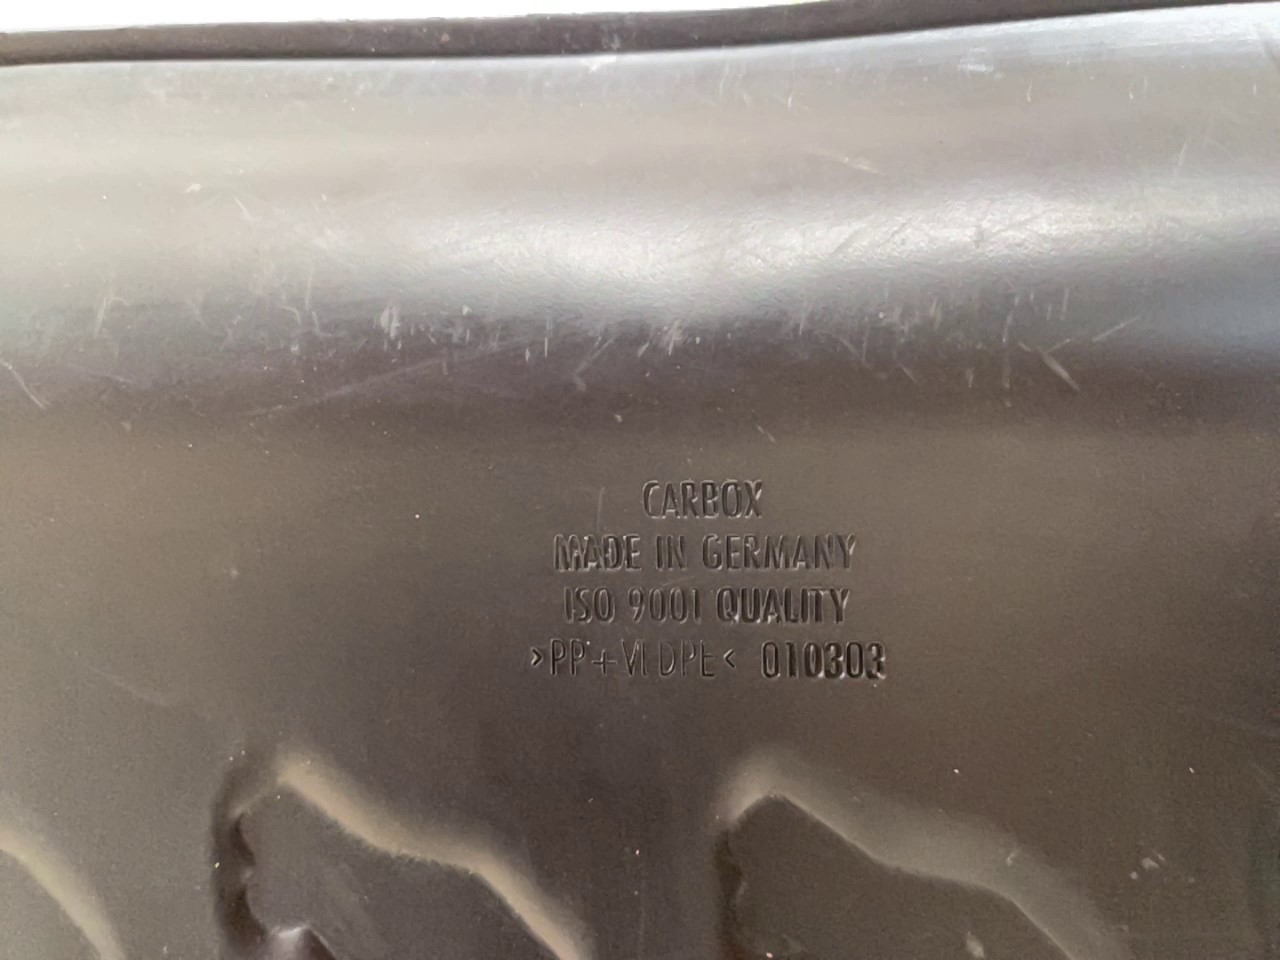 CARBOX
MADE IN GERMANY
ISO 9001 QUALITY
>PP+VLDPE< 010303